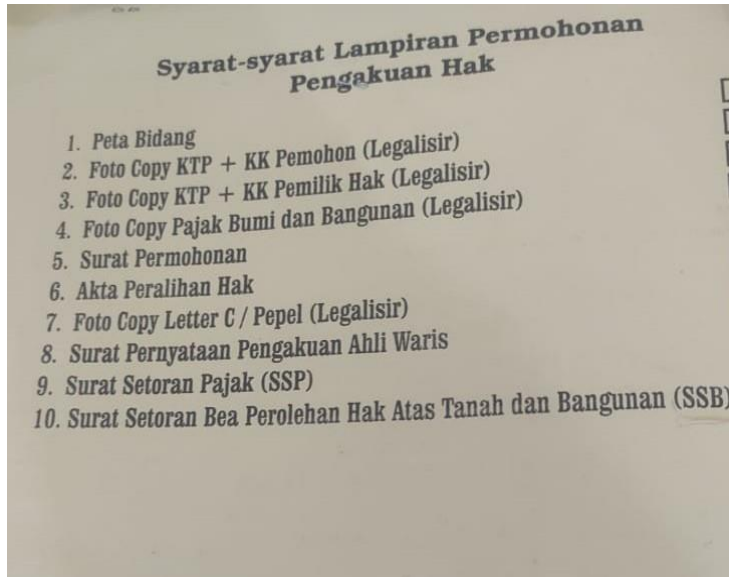 Syarat-syarat Lampiran Permohonan
Pengakuan Hak
1. Peta Bidang
2. Foto Copy KTP + KK Pemohon (Legalisir)
3. Foto Copy KTP + KK Pemilik Hak (Legalisir)
4. Foto Copy Pajak Bumi dan Bangunan (Legalisir)
5. Surat Permohonan
6. Akta Peralihan Hak
7. Foto Copy Letter C / Pepel (Legalisir)
8. Surat Pernyataan Pengakuan Ahli Waris
9. Surat Setoran Pajak (SSP)
10. Surat Setoran Bea Perolehan Hak Atas Tanah dan Bangunan (SSB)